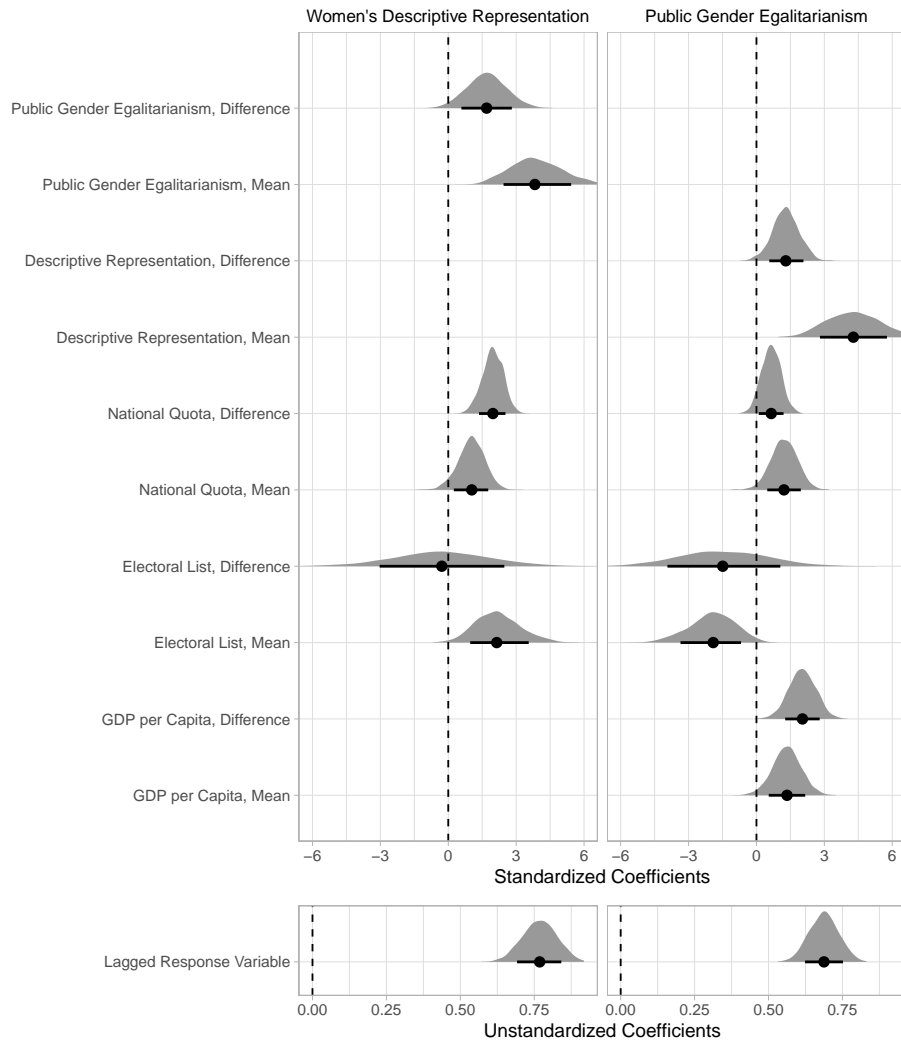 Women's Descriptive Representation
Public Gender Egalitarianism
Public Gender Egalitarianism, Difference
Public Gender Egalitarianism, Mean
Descriptive Representation, Difference
Descriptive Representation, Mean
National Quota, Difference
National Quota, Mean
Electoral List, Difference
Electoral List, Mean
GDP per Capita, Difference
GDP per Capita, Mean
−6 −3 0 3 6 −6 −3 0 3 6
Standardized Coefficients
Lagged Response Variable
0.00 0.25 0.50 0.75 0.00 0.25 0.50 0.75
Unstandardized Coefficients